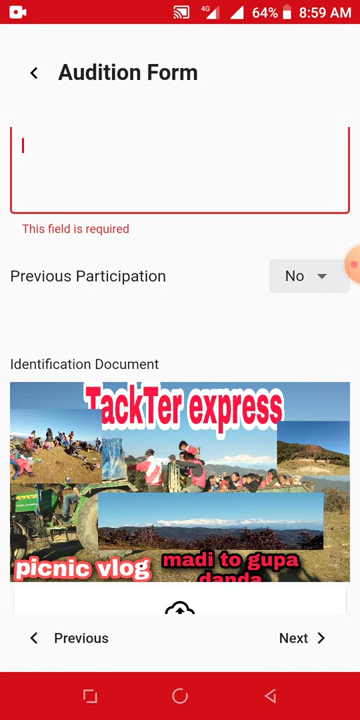 4G 64% 8:59 AM
Audition Form
This field is required
Previous Participation No
Identification Document
TackTer express
picnic vlog
madi to gupa
danda
Previous Next